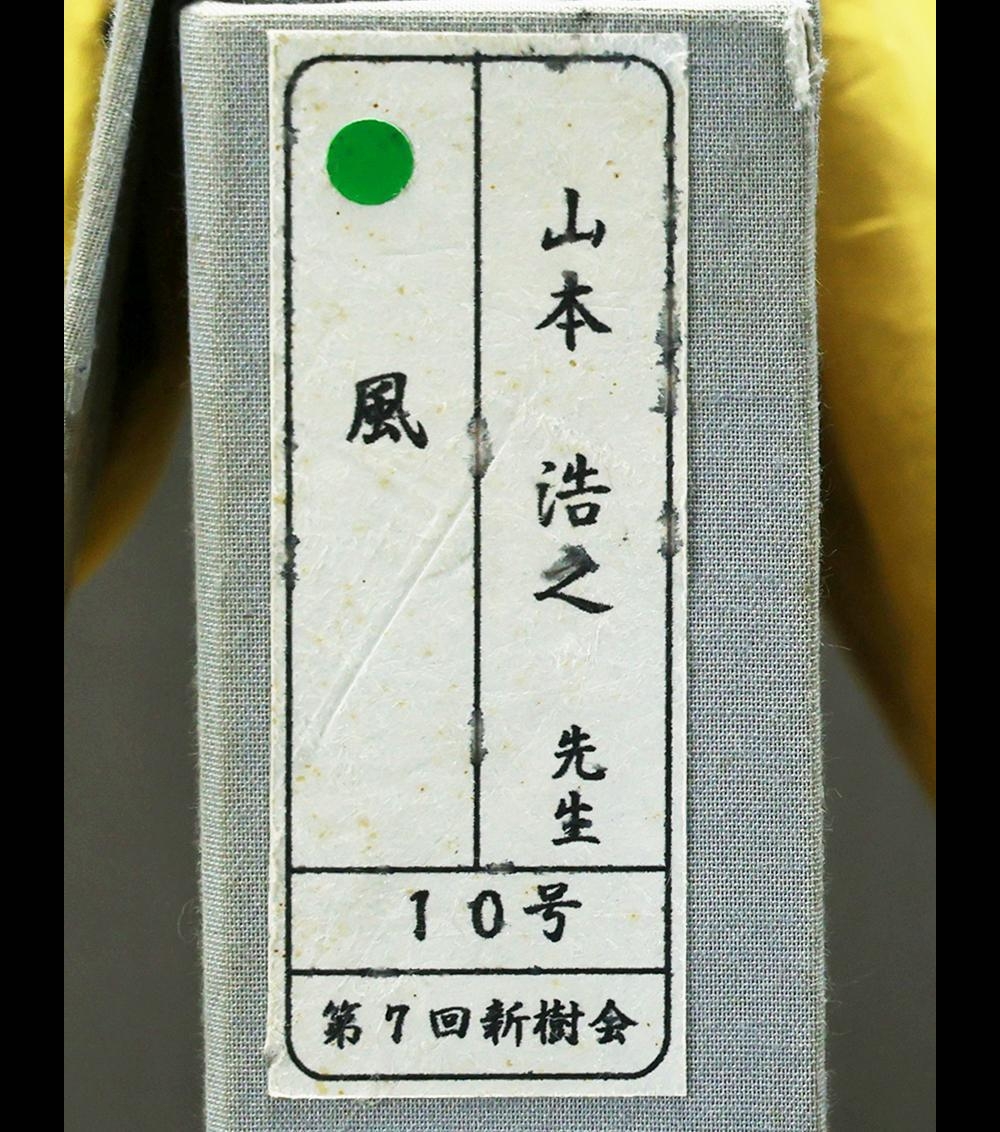 山本 浩之 先生
風
10号
第7回新樹会